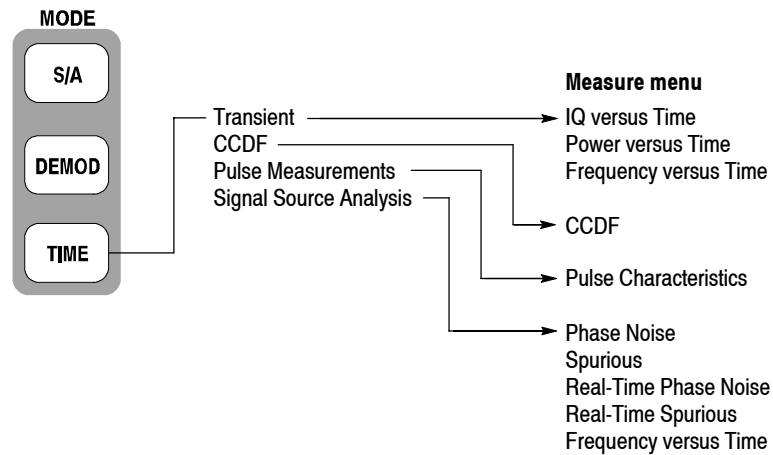 MODE
S/A
DEMOD
TIME
Transient
CCDF
Pulse Measurements
Signal Source Analysis
Measure menu
IQ versus Time
Power versus Time
Frequency versus Time
CCDF
Pulse Characteristics
Phase Noise
Spurious
Real-Time Phase Noise
Real-Time Spurious
Frequency versus Time